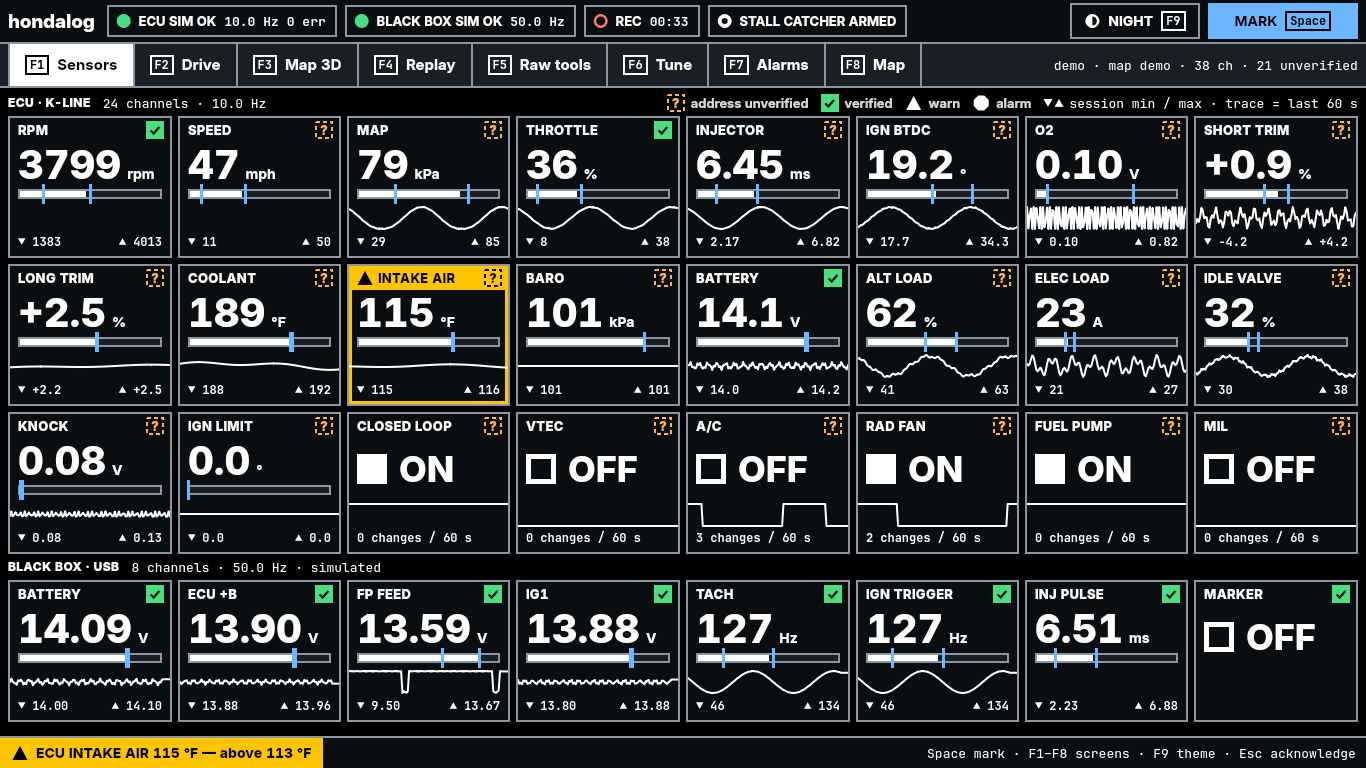 hondalog ECU SIM OK 10.0 Hz 0 err BLACK BOX SIM OK 50.0 Hz REC 00:33 STALL CATCHER ARMED NIGHT F9 MARK Space
F1 Sensors F2 Drive F3 Map 3D F4 Replay F5 Raw tools F6 Tune F7 Alarms F8 Map demo · map demo · 38 ch · 21 unverified
ECU · K-LINE 24 channels · 10.0 Hz ? address unverified ✓ verified ▲ warn alarm ▼▲ session min / max · trace = last 60 s
RPM ✓ SPEED ? MAP ? THROTTLE ✓ INJECTOR ? IGN BTDC ? O2 ? SHORT TRIM ?
3799 rpm 47 mph 79 kPa 36 % 6.45 ms 19.2 ° 0.10 V +0.9 %
▼ 1383 ▲ 4013 ▼ 11 ▲ 50 ▼ 29 ▲ 85 ▼ 8 ▲ 38 ▼ 2.17 ▲ 6.82 ▼ 17.7 ▲ 34.3 ▼ 0.10 ▲ 0.82 ▼ -4.2 ▲ +4.2
LONG TRIM ? COOLANT ? ▲ INTAKE AIR ? BARO ? BATTERY ✓ ALT LOAD ? ELEC LOAD ? IDLE VALVE ?
+2.5 % 189 °F 115 °F 101 kPa 14.1 V 62 % 23 A 32 %
▼ +2.2 ▲ +2.5 ▼ 188 ▲ 192 ▼ 115 ▲ 116 ▼ 101 ▲ 101 ▼ 14.0 ▲ 14.2 ▼ 41 ▲ 63 ▼ 21 ▲ 27 ▼ 30 ▲ 38
KNOCK ? IGN LIMIT ? CLOSED LOOP ? VTEC ? A/C ? RAD FAN ? FUEL PUMP ? MIL ?
0.08 V 0.0 ° ON OFF OFF ON ON OFF
▼ 0.08 ▲ 0.13 ▼ 0.0 ▲ 0.0 0 changes / 60 s 0 changes / 60 s 3 changes / 60 s 2 changes / 60 s 0 changes / 60 s 0 changes / 60 s
BLACK BOX · USB 8 channels · 50.0 Hz · simulated
BATTERY ✓ ECU +B ✓ FP FEED ✓ IG1 ✓ TACH ✓ IGN TRIGGER ✓ INJ PULSE ✓ MARKER ✓
14.09 V 13.90 V 13.59 V 13.88 V 127 Hz 127 Hz 6.51 ms OFF
▼ 14.00 ▲ 14.10 ▼ 13.88 ▲ 13.96 ▼ 9.50 ▲ 13.67 ▼ 13.80 ▲ 13.88 ▼ 46 ▲ 134 ▼ 46 ▲ 134 ▼ 2.23 ▲ 6.88
▲ ECU INTAKE AIR 115 °F — above 113 °F Space mark · F1–F8 screens · F9 theme · Esc acknowledge